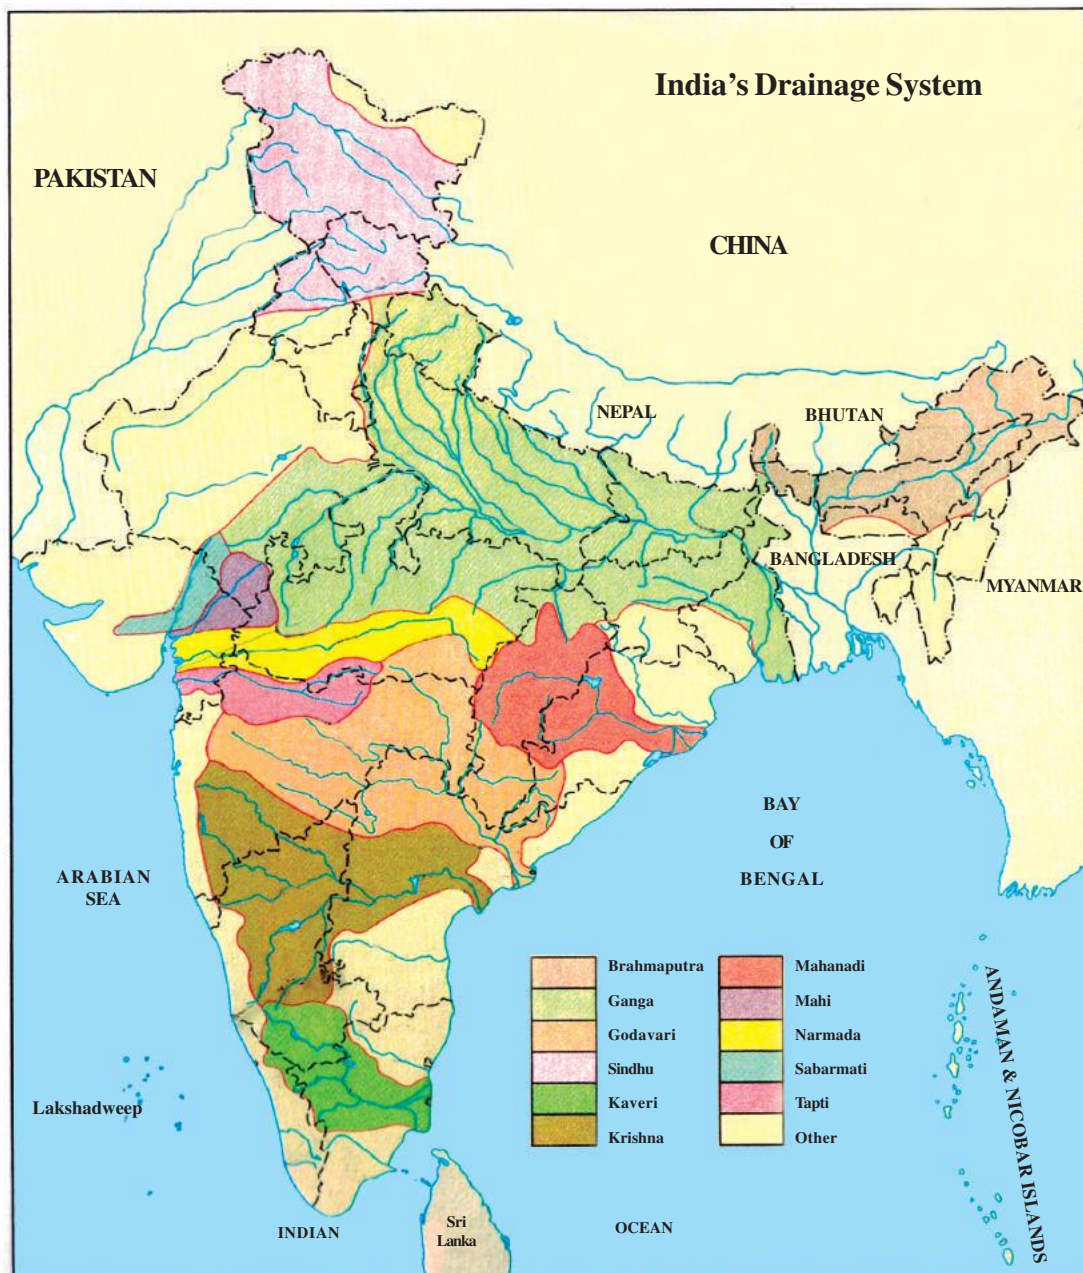 India's Drainage System
PAKISTAN
CHINA
NEPAL
BHUTAN
BANGLADESH
MYANMAR
BAY
OF
BENGAL
ARABIAN
SEA
Brahmaputra
Ganga
Godavari
Sindhu
Kaveri
Krishna
Mahanadi
Mahi
Narmada
Sabarmati
Tapti
Other
ANDAMAN & NICOBAR ISLANDS
Lakshadweep
INDIAN
Sri
Lanka
OCEAN